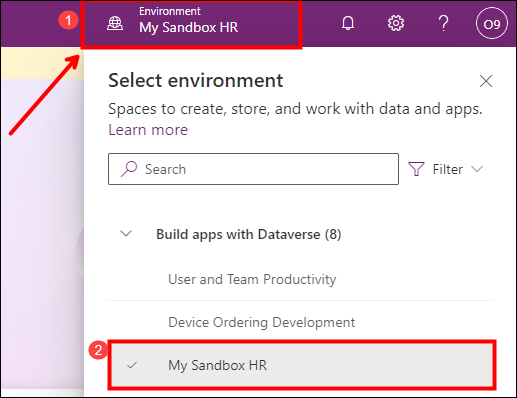 1
Environment
My Sandbox HR
?
O9
Select environment
Spaces to create, store, and work with data and apps.
Learn more
Search
Filter
Build apps with Dataverse (8)
User and Team Productivity
Device Ordering Development
2
My Sandbox HR